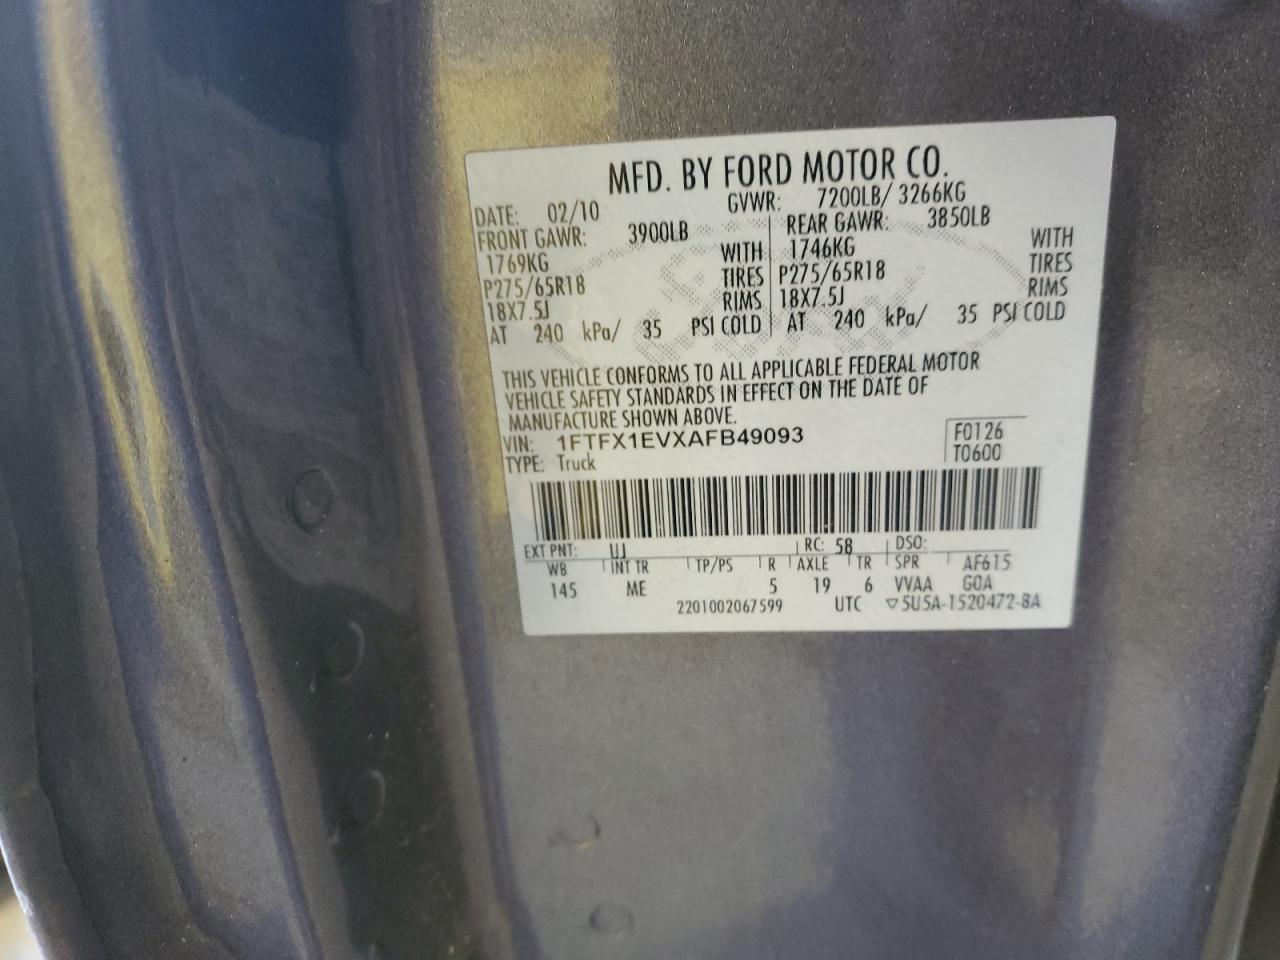 MFD. BY FORD MOTOR CO.
DATE: 02/10 GVWR: 7200LB/ 3266KG
FRONT GAWR: 3900LB REAR GAWR: 3850LB
1769KG WITH 1746KG WITH
P275/65R18 TIRES P275/65R18 TIRES
18X7.5J RIMS 18X7.5J RIMS
AT 240 kPa/ 35 PSI COLD AT 240 kPa/ 35 PSI COLD
THIS VEHICLE CONFORMS TO ALL APPLICABLE FEDERAL MOTOR
VEHICLE SAFETY STANDARDS IN EFFECT ON THE DATE OF
MANUFACTURE SHOWN ABOVE.
VIN: 1FTFX1EVXAFB49093 F0126
TYPE: Truck T0600
EXT PNT: UJ RC: 58 DSO:
WB INT TR TP/PS R AXLE TR SPR AF615
145 ME 5 19 6 VVAA GOA
2201002067599 UTC ▽5U5A-1520472-BA